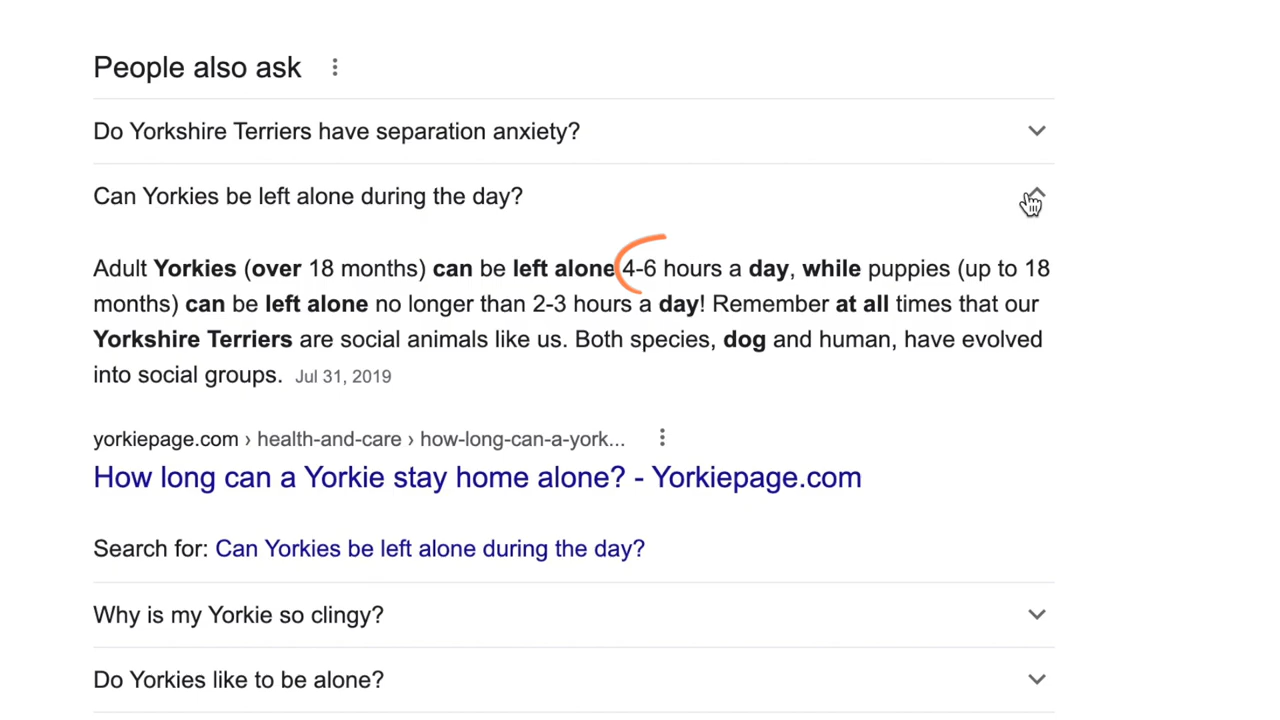 People also ask
Do Yorkshire Terriers have separation anxiety?
Can Yorkies be left alone during the day?
Adult Yorkies (over 18 months) can be left alone 4-6 hours a day, while puppies (up to 18
months) can be left alone no longer than 2-3 hours a day! Remember at all times that our
Yorkshire Terriers are social animals like us. Both species, dog and human, have evolved
into social groups. Jul 31, 2019
yorkiepage.com › health-and-care › how-long-can-a-york...
How long can a Yorkie stay home alone? - Yorkiepage.com
Search for: Can Yorkies be left alone during the day?
Why is my Yorkie so clingy?
Do Yorkies like to be alone?